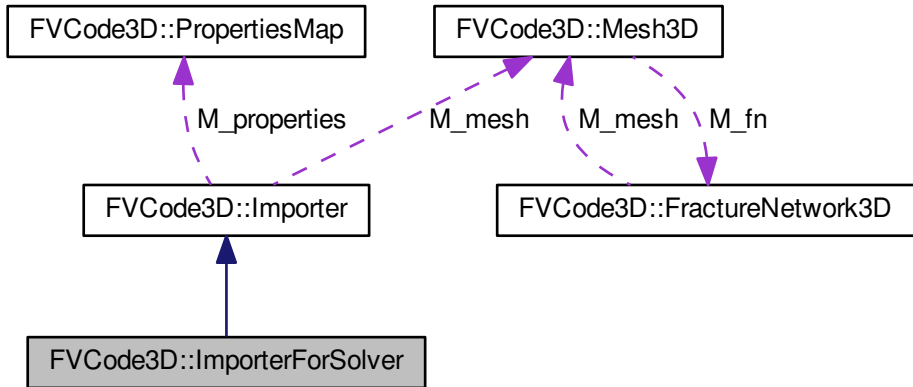 FVCode3D::PropertiesMap
FVCode3D::Mesh3D
M_properties
M_mesh
M_mesh
M_fn
FVCode3D::Importer
FVCode3D::FractureNetwork3D
FVCode3D::ImporterForSolver